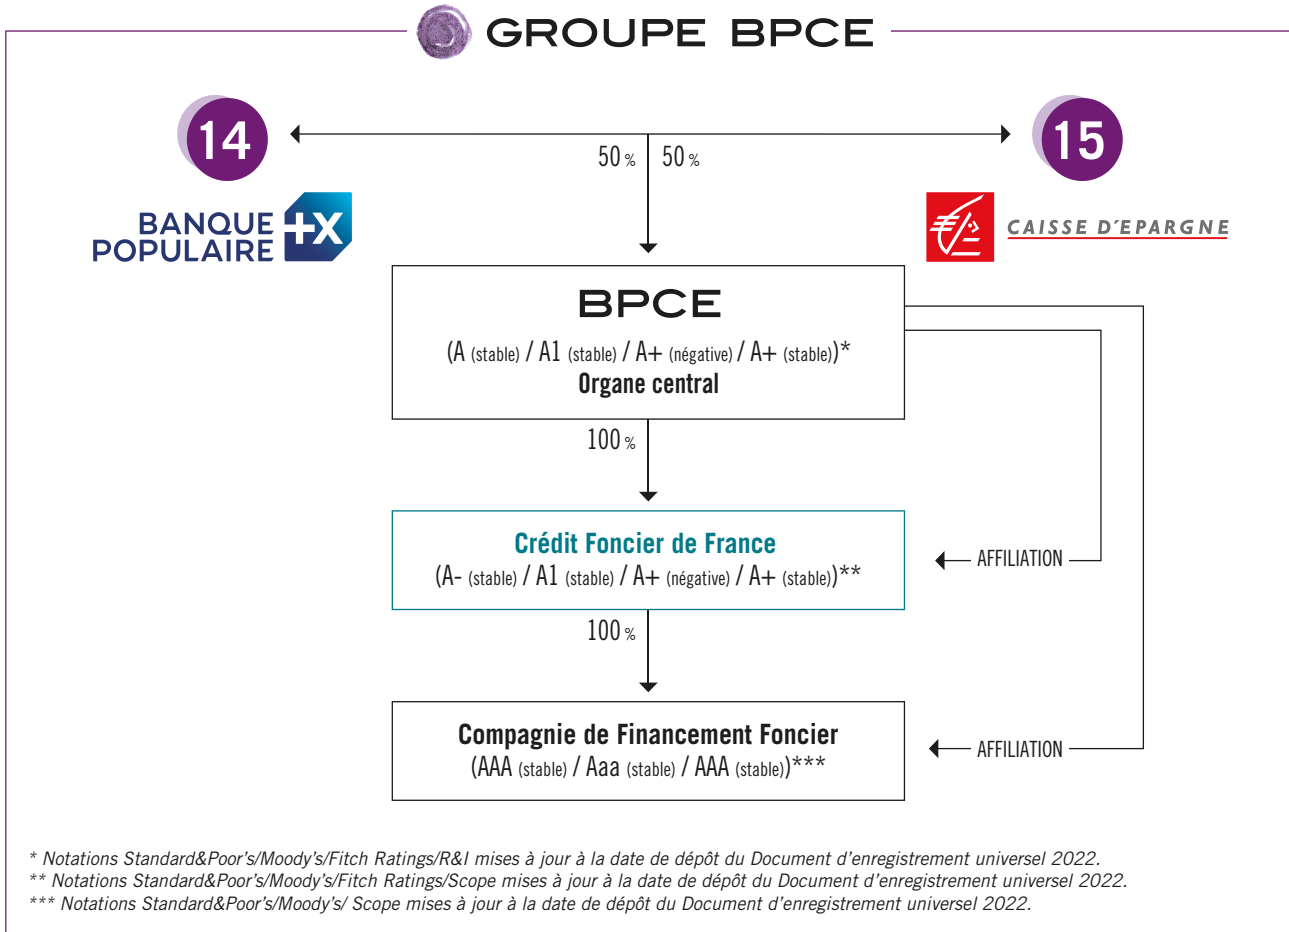 GROUPE BPCE
14
15
50 % 50 %
BANQUE
POPULAIRE
CAISSE D'EPARGNE
BPCE
(A (stable) / A1 (stable) / A+ (négative) / A+ (stable))*
Organe central
100 %
Crédit Foncier de France
(A- (stable) / A1 (stable) / A+ (négative) / A+ (stable))**
AFFILIATION
100 %
Compagnie de Financement Foncier
(AAA (stable) / Aaa (stable) / AAA (stable))***
AFFILIATION
* Notations Standard&Poor's/Moody's/Fitch Ratings/R&I mises à jour à la date de dépôt du Document d'enregistrement universel 2022.
** Notations Standard&Poor's/Moody's/Fitch Ratings/Scope mises à jour à la date de dépôt du Document d'enregistrement universel 2022.
*** Notations Standard&Poor's/Moody's/ Scope mises à jour à la date de dépôt du Document d'enregistrement universel 2022.